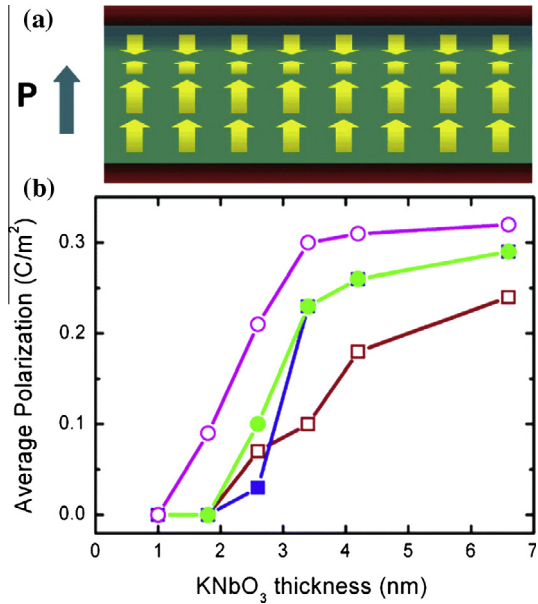 (a)
P
(b)
Average Polarization (C/m²)
0.3
0.2
0.1
0.0
0 1 2 3 4 5 6 7
KNbO₃ thickness (nm)